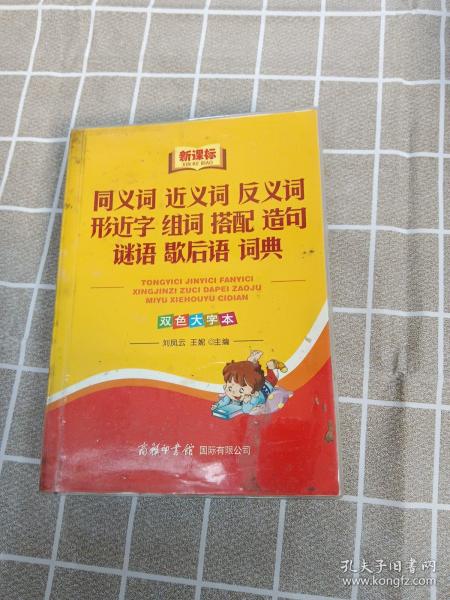 新课标
XIN KE BIAO
同义词 近义词 反义词
形近字 组词 搭配 造句
谜语 歇后语 词典
TONGYICI JINYICI FANYICI
XINGJINZI ZUCI DAPEI ZAOJU
MIYU XIEHOUYU CIDIAN
双色大字本
刘凤云 王妮 ◎主编
商务印书馆 国际有限公司
孔夫子旧书网
www.kongfz.com